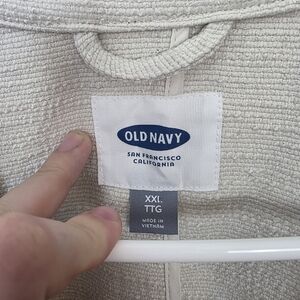 OLD NAVY
SAN FRANCISCO
CALIFORNIA
XXL
TTG
MADE IN
VIETNAM